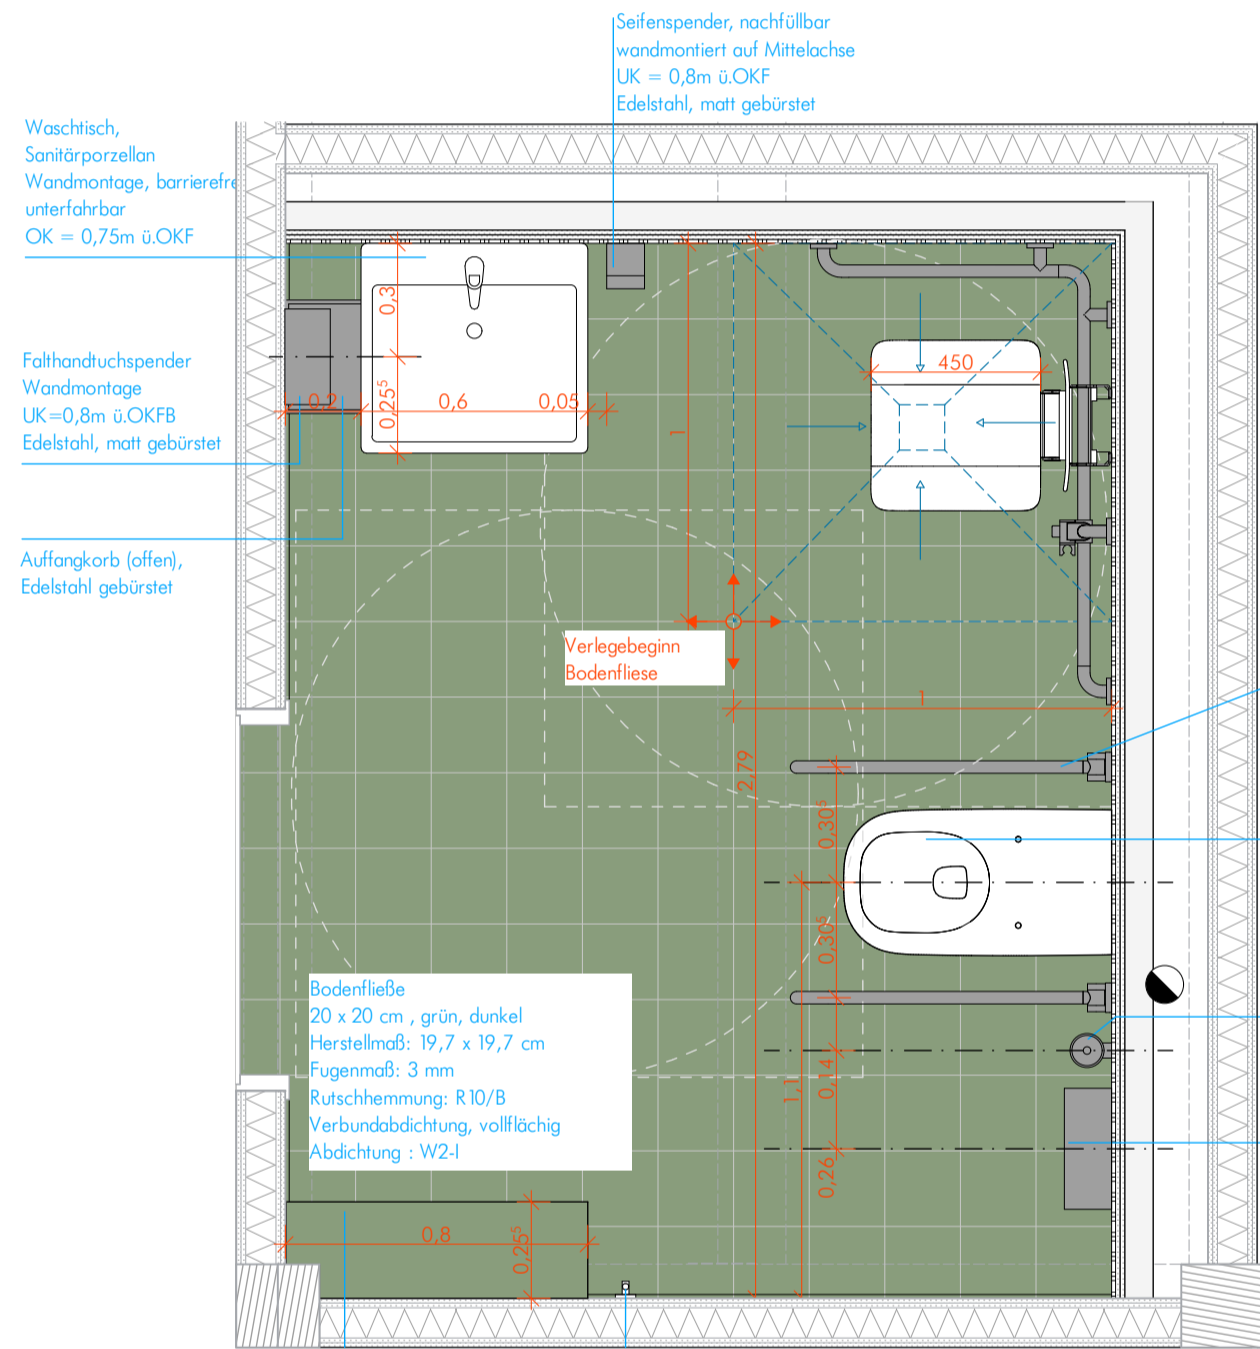 Seifenspender, nachfüllbar
wandmontiert auf Mittelachse
UK = 0,8m ü.OKF
Edelstahl, matt gebürstet
Waschtisch,
Sanitärporzellan
Wandmontage, barrierefre
unterfahrbar
OK = 0,75m ü.OKF
Falthandtuchspender
Wandmontage
UK=0,8m ü.OKFB
Edelstahl, matt gebürstet
Auffangkorb (offen),
Edelstahl gebürstet
0,3
0,2
0,25⁵
0,6
0,05
1
450
Verlegebeginn
Bodenfliese
1
2,79
0,30⁵
0,30⁵
1,1
0,14
0,26
Bodenfließe
20 x 20 cm , grün, dunkel
Herstellmaß: 19,7 x 19,7 cm
Fugenmaß: 3 mm
Rutschhemmung: R10/B
Verbundabdichtung, vollflächig
Abdichtung : W2-I
0,8
0,25⁵